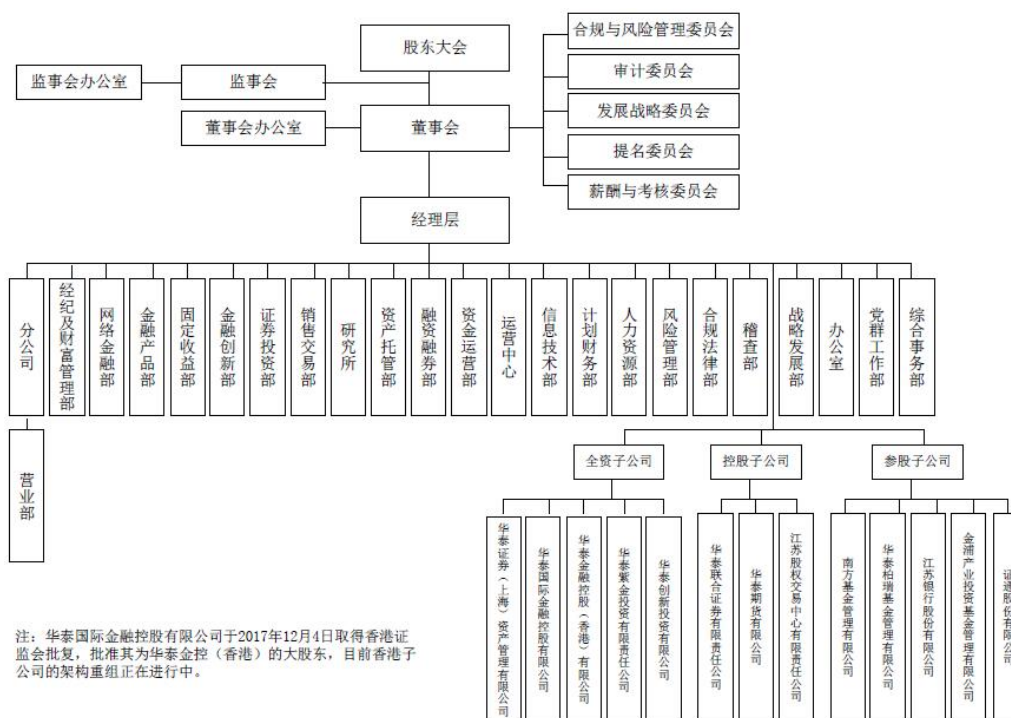 合规与风险管理委员会
股东大会
监事会办公室
监事会
审计委员会
发展战略委员会
董事会办公室
董事会
提名委员会
薪酬与考核委员会
经理层
分公司
经纪及财富管理部
网络金融部
金融产品部
固定收益部
金融创新部
证券投资部
销售交易部
研究所
资产托管部
融资融券部
资金运营部
运营中心
信息技术部
计划财务部
人力资源部
风险管理部
合规法律部
稽查部
战略发展部
办公室
党群工作部
综合事务部
营业部
全资子公司
控股子公司
参股子公司
华泰证券（上海）资产管理有限公司
华泰国际金融控股有限公司
华泰金融控股（香港）有限公司
华泰紫金投资有限责任公司
华泰创新投资有限公司
华泰联合证券有限责任公司
华泰期货有限公司
江苏股权交易中心有限责任公司
南方基金管理有限公司
华泰柏瑞基金管理有限公司
江苏银行股份有限公司
金浦产业投资基金管理有限公司
证通股份有限公司
注：华泰国际金融控股有限公司于2017年12月4日取得香港证
监会批复，批准其为华泰金控（香港）的大股东，目前香港子
公司的架构重组正在进行中。